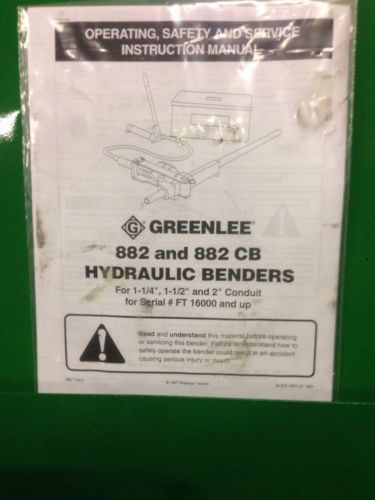 OPERATING, SAFETY AND SERVICE
INSTRUCTION MANUAL
G GREENLEE®
882 and 882 CB
HYDRAULIC BENDERS
For 1-1/4", 1-1/2" and 2" Conduit
for Serial # FT 16000 and up
Read and understand this material before operating
or servicing this bender. Failure to understand how to
safely operate the bender could result in an accident
causing serious injury or death.